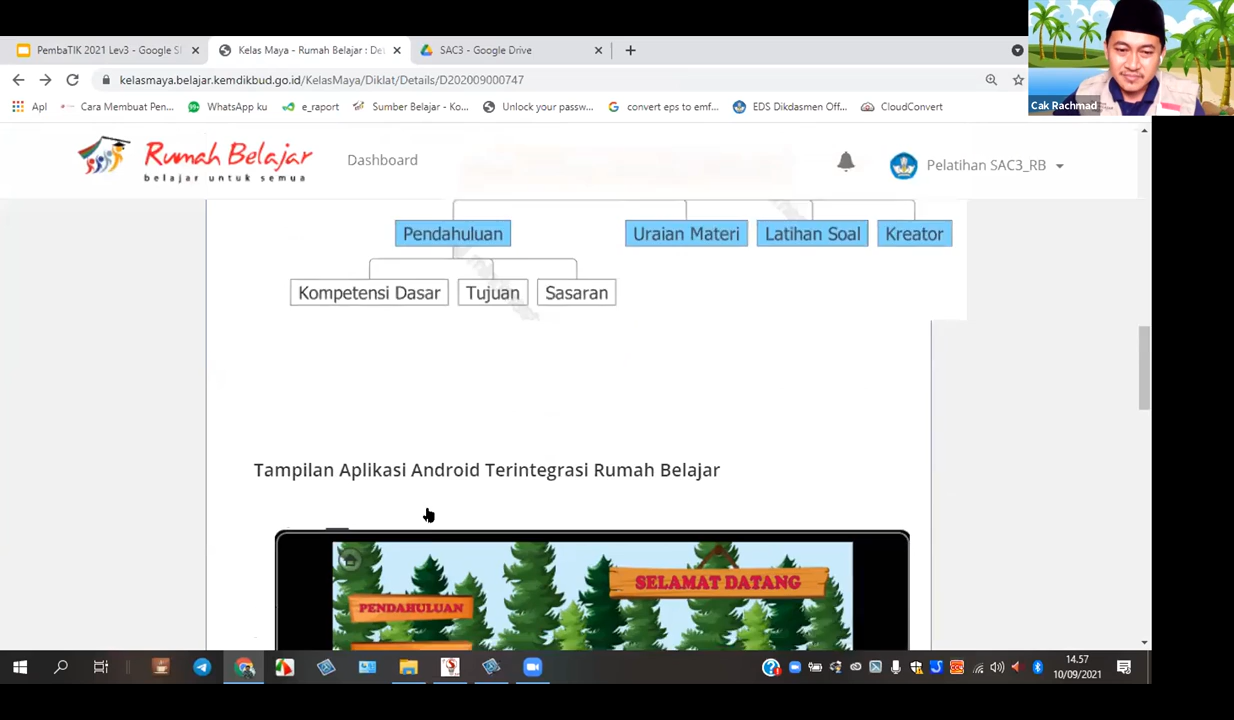 PembaTIK 2021 Lev3 - Google S
Kelas Maya - Rumah Belajar : De
SAC3 - Google Drive
kelasmaya.belajar.kemdikbud.go.id/KelasMaya/Diklat/Details/D202009000747
Apl
Cara Membuat Pen...
WhatsApp ku
e_raport
Sumber Belajar - Ko...
Unlock your passw...
convert eps to emf...
EDS Dikdasmen Off...
CloudConvert
Cak Rachmad
Rumah Belajar
belajar untuk semua
Dashboard
Pelatihan SAC3_RB
Pendahuluan
Uraian Materi
Latihan Soal
Kreator
Kompetensi Dasar
Tujuan
Sasaran
Tampilan Aplikasi Android Terintegrasi Rumah Belajar
SELAMAT DATANG
PENDAHULUAN
14.57
10/09/2021